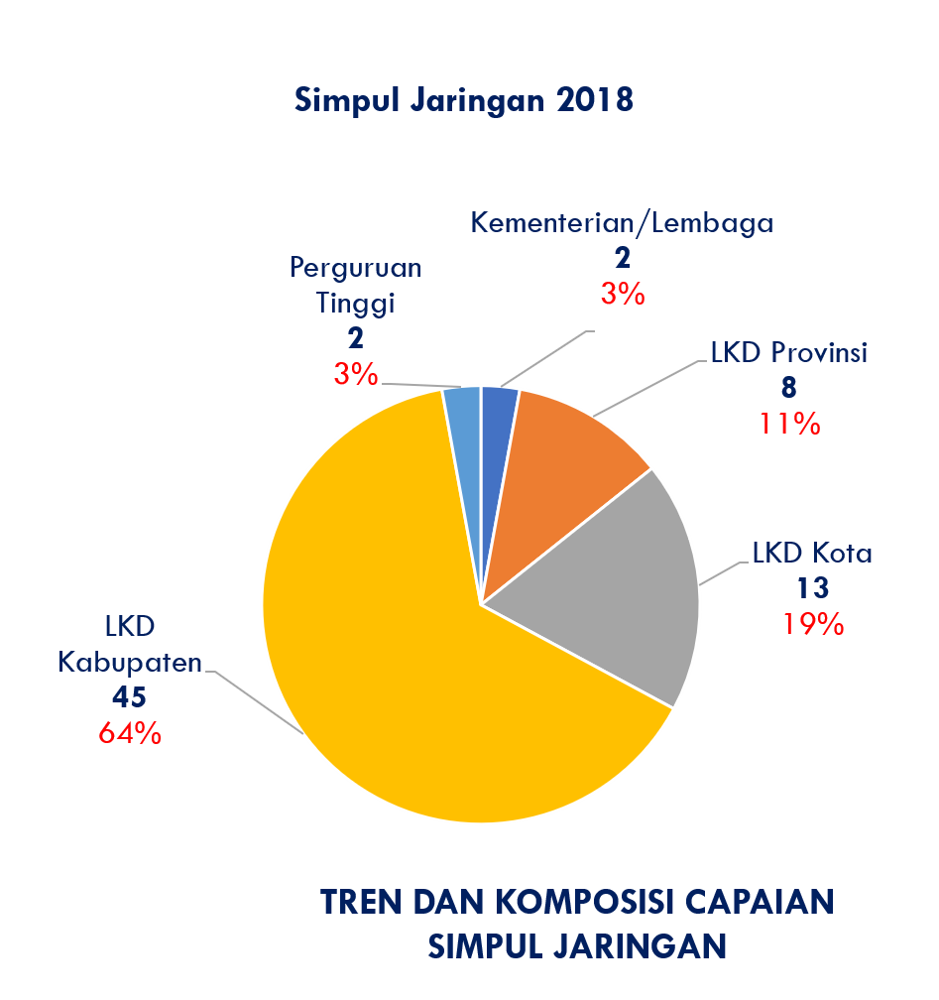 Simpul Jaringan 2018
Kementerian/Lembaga
2
3%
Perguruan
Tinggi
2
3%
LKD Provinsi
8
11%
LKD Kota
13
19%
LKD
Kabupaten
45
64%
TREN DAN KOMPOSISI CAPAIAN
SIMPUL JARINGAN